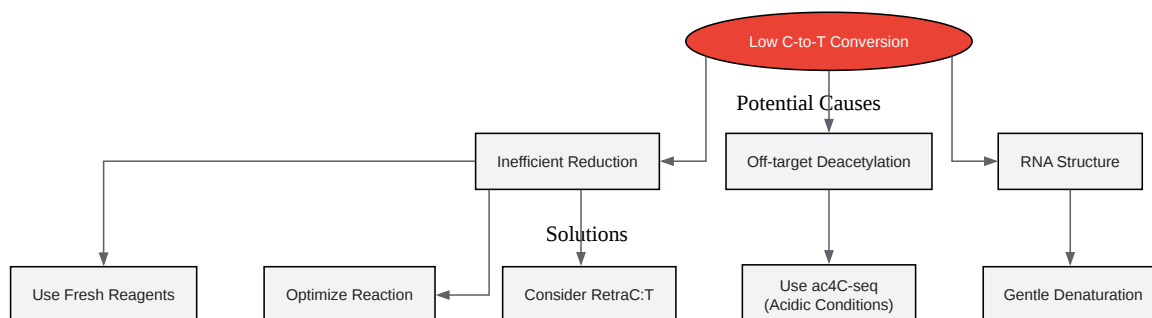 Low C-to-T Conversion
Potential Causes
Inefficient Reduction
Off-target Deacetylation
RNA Structure
Solutions
Use Fresh Reagents
Optimize Reaction
Consider RetraC:T
Use ac4C-seq
(Acidic Conditions)
Gentle Denaturation